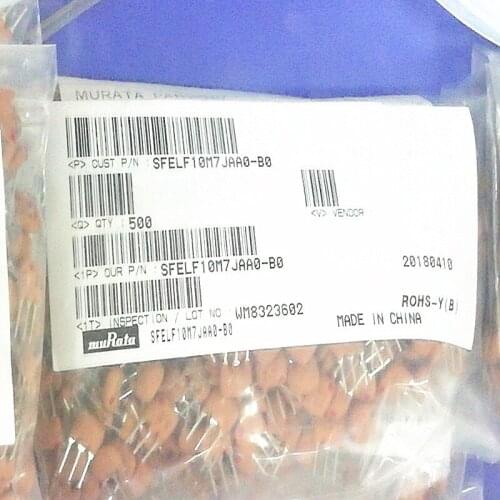 MURATA
<P> CUST P/N : SFELF10M7JAA0-B0
<Q> QTY : 500
<V> VENDOR
<1P> OUR P/N : SFELF10M7JAA0-B0
20180410
<1T> INSPECTION / LOT NO : WM8323602
ROHS-Y(B)
muRata SFELF10M7JAA0-B0
MADE IN CHINA